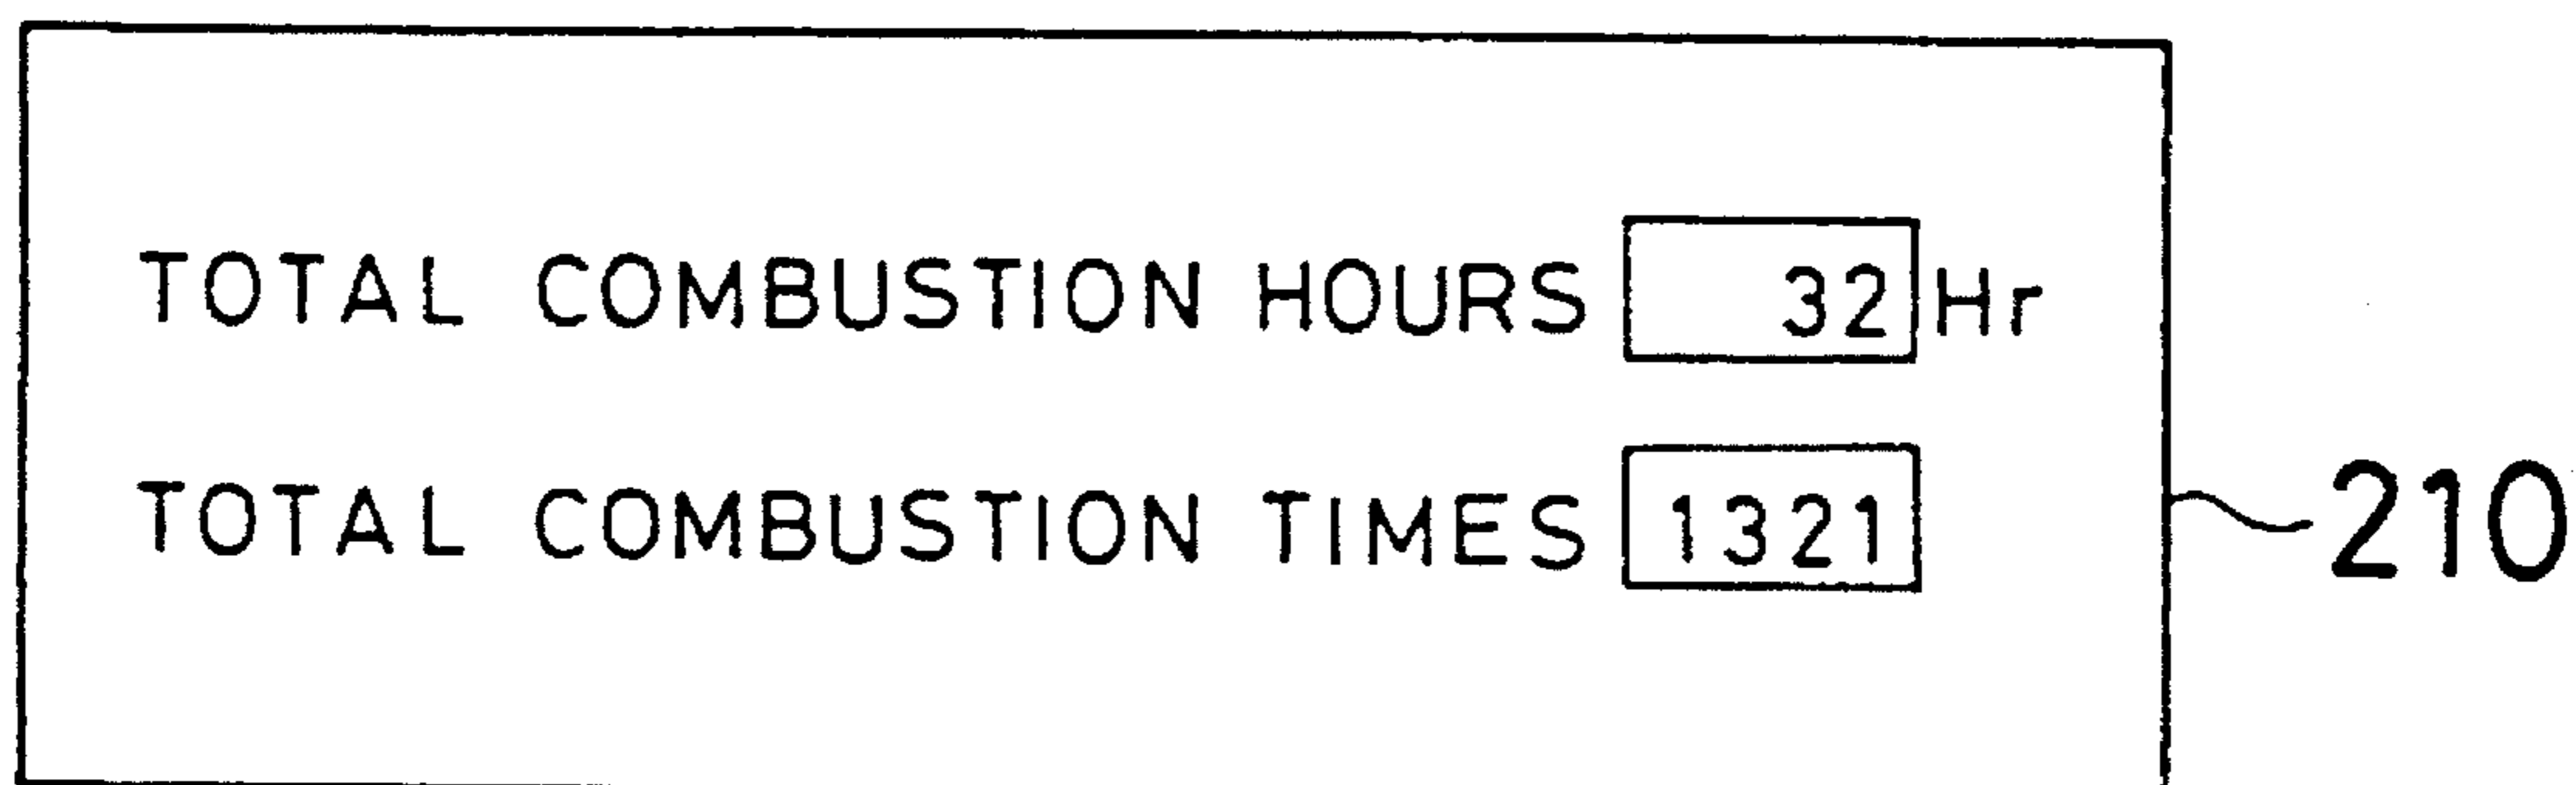 TOTAL COMBUSTION HOURS 32 Hr
TOTAL COMBUSTION TIMES 1321
210